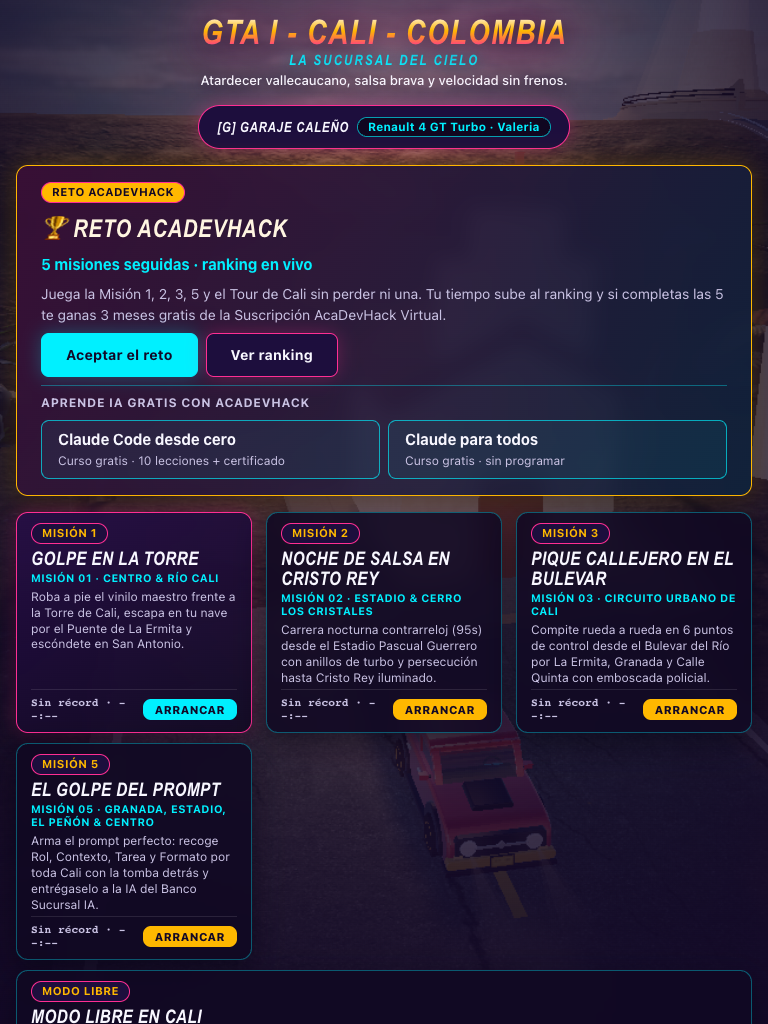 GTA I - CALI - COLOMBIA
LA SUCURSAL DEL CIELO
Atardecer vallecaucano, salsa brava y velocidad sin frenos.
[G] GARAJE CALEÑO
Renault 4 GT Turbo · Valeria
RETO ACADEVHACK
🏆 RETO ACADEVHACK
5 misiones seguidas · ranking en vivo
Juega la Misión 1, 2, 3, 5 y el Tour de Cali sin perder ni una. Tu tiempo sube al ranking y si completas las 5
te ganas 3 meses gratis de la Suscripción AcaDevHack Virtual.
Aceptar el reto
Ver ranking
APRENDE IA GRATIS CON ACADEVHACK
Claude Code desde cero
Curso gratis · 10 lecciones + certificado
Claude para todos
Curso gratis · sin programar
MISIÓN 1
GOLPE EN LA TORRE
MISIÓN 01 · CENTRO & RÍO CALI
Roba a pie el vinilo maestro frente a
la Torre de Cali, escapa en tu nave
por el Puente de La Ermita y
escóndete en San Antonio.
Sin récord · -
-:--
ARRANCAR
MISIÓN 2
NOCHE DE SALSA EN
CRISTO REY
MISIÓN 02 · ESTADIO & CERRO
LOS CRISTALES
Carrera nocturna contrarreloj (95s)
desde el Estadio Pascual Guerrero
con anillos de turbo y persecución
hasta Cristo Rey iluminado.
Sin récord · -
-:--
ARRANCAR
MISIÓN 3
PIQUE CALLEJERO EN EL
BULEVAR
MISIÓN 03 · CIRCUITO URBANO DE
CALI
Compite rueda a rueda en 6 puntos
de control desde el Bulevar del Río
por La Ermita, Granada y Calle
Quinta con emboscada policial.
Sin récord · -
-:--
ARRANCAR
MISIÓN 5
EL GOLPE DEL PROMPT
MISIÓN 05 · GRANADA, ESTADIO,
EL PEÑÓN & CENTRO
Arma el prompt perfecto: recoge
Rol, Contexto, Tarea y Formato por
toda Cali con la tomba detrás y
entrégaselo a la IA del Banco
Sucursal IA.
Sin récord · -
-:--
ARRANCAR
MODO LIBRE
MODO LIBRE EN CALI